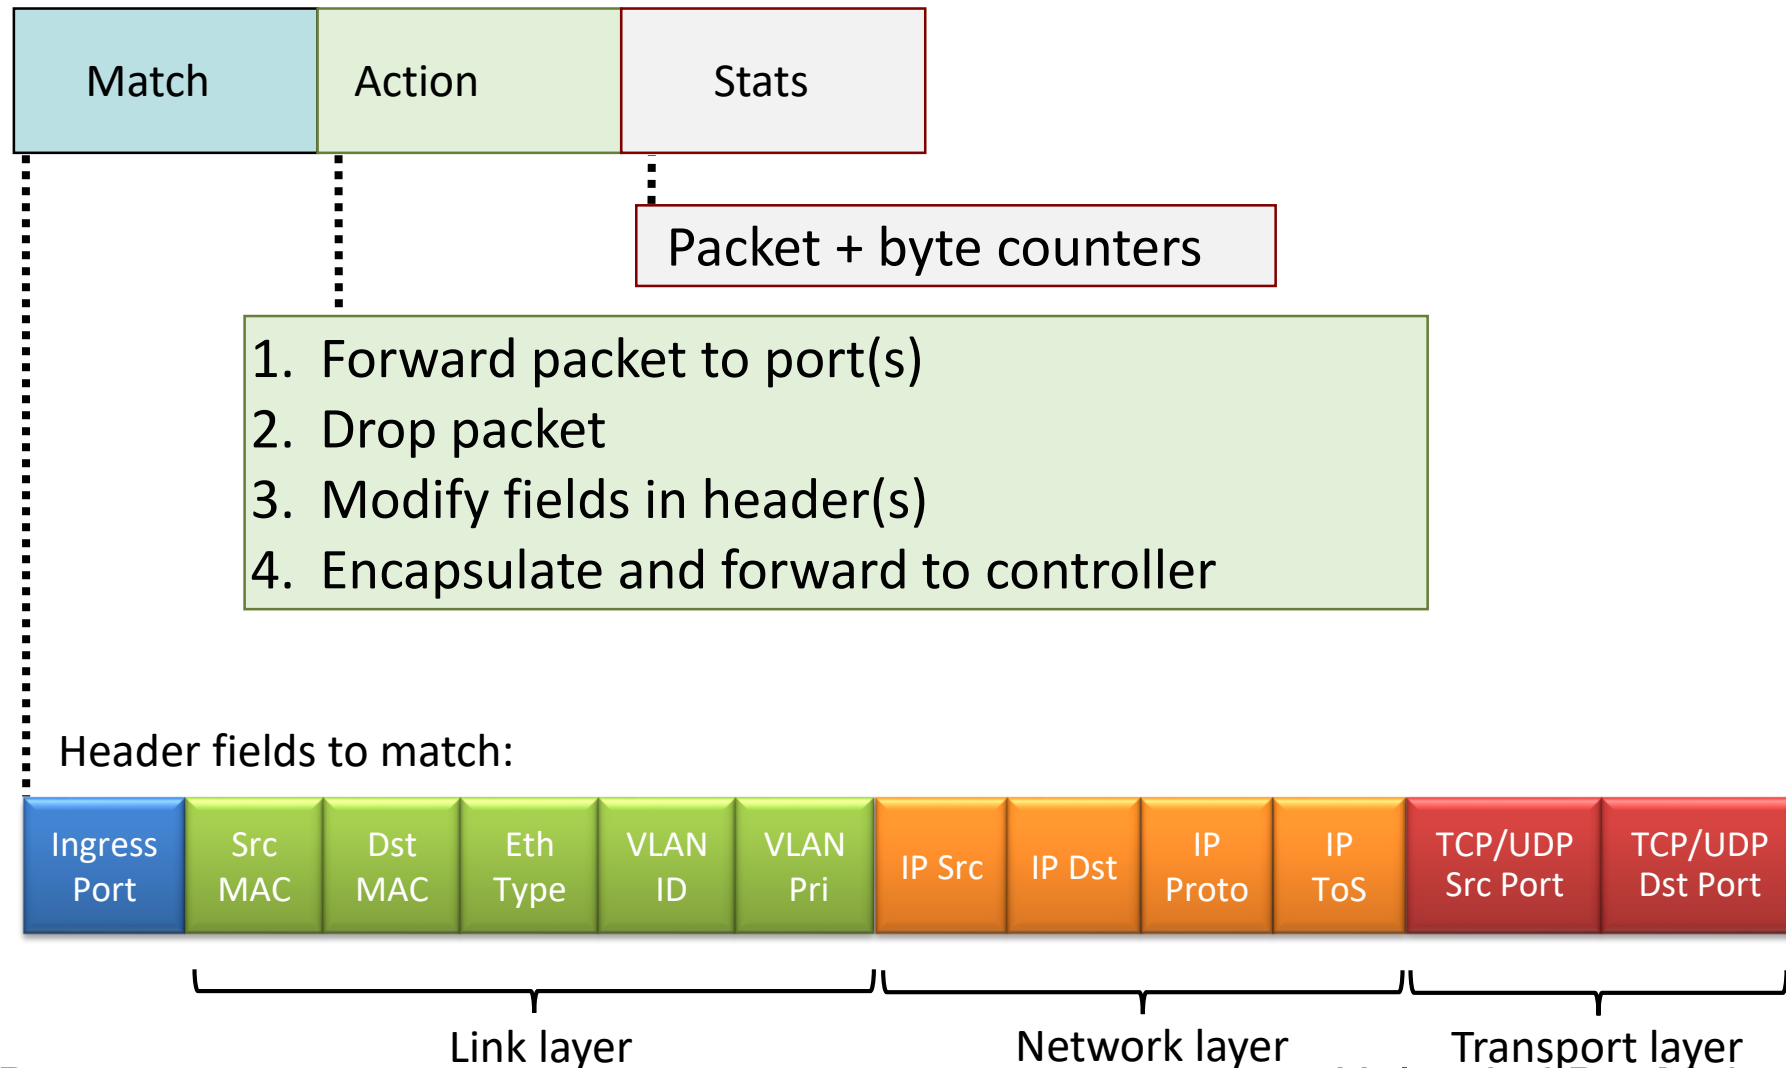 Match Action Stats
Packet + byte counters
1. Forward packet to port(s)
2. Drop packet
3. Modify fields in header(s)
4. Encapsulate and forward to controller
Header fields to match:
Ingress Port
Src MAC
Dst MAC
Eth Type
VLAN ID
VLAN Pri
IP Src
IP Dst
IP Proto
IP ToS
TCP/UDP Src Port
TCP/UDP Dst Port
Link layer
Network layer
Transport layer